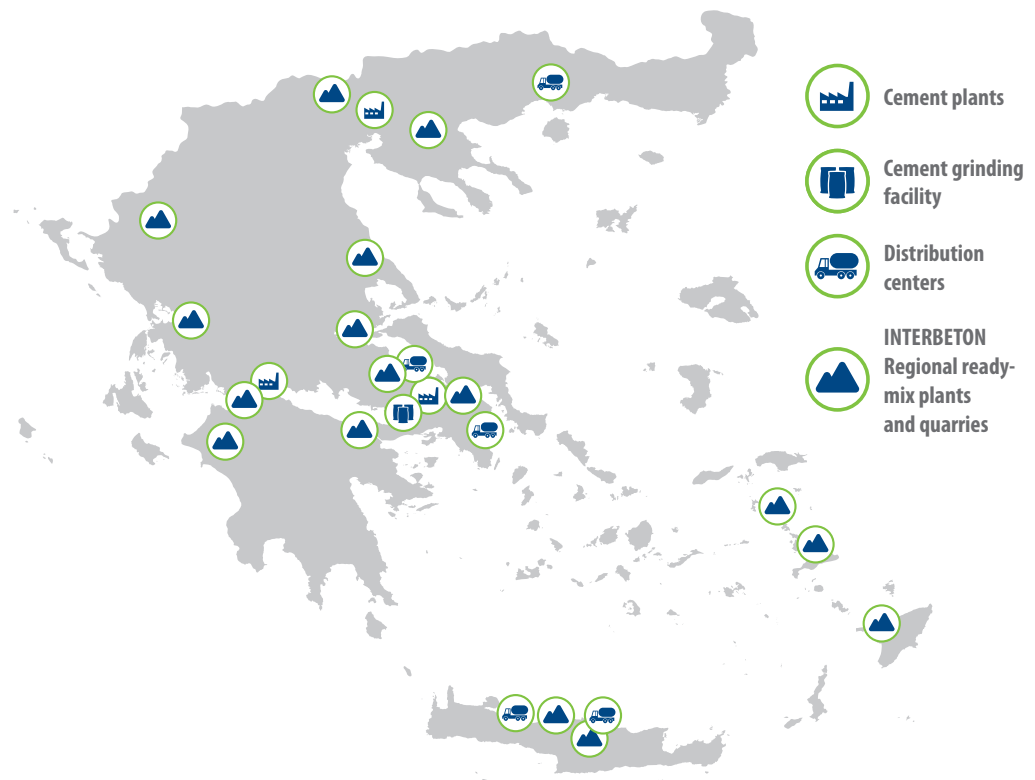 Cement plants
Cement grinding
facility
Distribution
centers
INTERBETON
Regional ready-
mix plants
and quarries